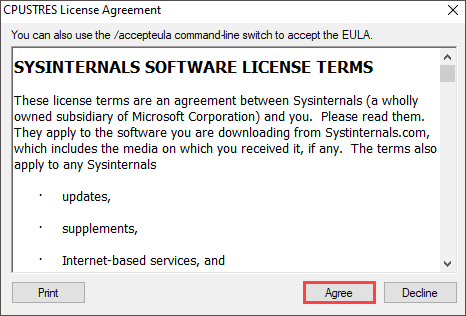 CPUSTRES License Agreement
You can also use the /accepteula command-line switch to accept the EULA.
SYSINTERNALS SOFTWARE LICENSE TERMS
These license terms are an agreement between Sysinternals (a wholly
owned subsidiary of Microsoft Corporation) and you.  Please read them.
They apply to the software you are downloading from Systinternals.com,
which includes the media on which you received it, if any.  The terms also
apply to any Sysinternals
· updates,
· supplements,
· Internet-based services, and
Print Agree Decline